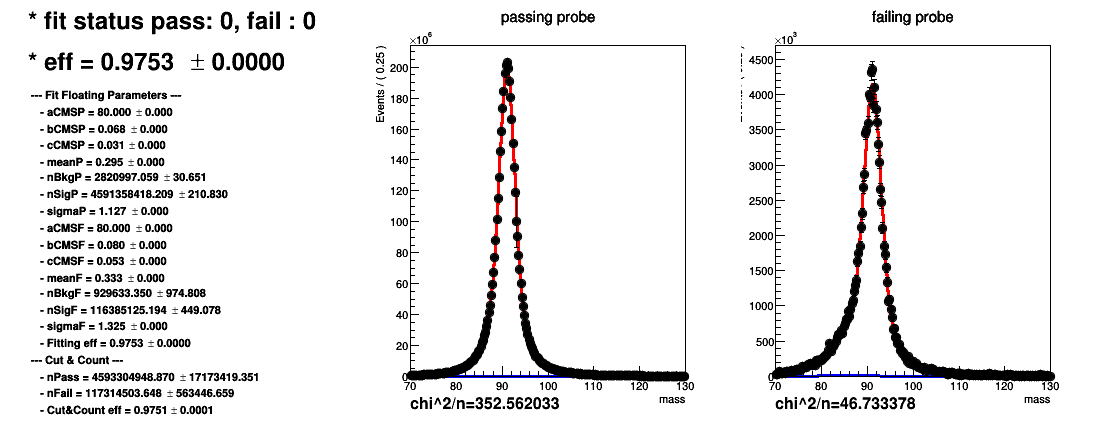 * fit status pass: 0, fail : 0
* eff = 0.9753 ± 0.0000
--- Fit Floating Parameters ---
- aCMSP = 80.000 ± 0.000
- bCMSP = 0.068 ± 0.000
- cCMSP = 0.031 ± 0.000
- meanP = 0.295 ± 0.000
- nBkgP = 2820997.059 ± 30.651
- nSigP = 4591358418.209 ± 210.830
- sigmaP = 1.127 ± 0.000
- aCMSF = 80.000 ± 0.000
- bCMSF = 0.080 ± 0.000
- cCMSF = 0.053 ± 0.000
- meanF = 0.333 ± 0.000
- nBkgF = 929633.350 ± 974.808
- nSigF = 116385125.194 ± 449.078
- sigmaF = 1.325 ± 0.000
- Fitting eff = 0.9753 ± 0.0000
--- Cut & Count ---
- nPass = 4593304948.870 ± 17173419.351
- nFail = 117314503.648 ± 563446.659
- Cut&Count eff = 0.9751 ± 0.0001
passing probe
×10⁶
Events / ( 0.25 )
200
180
160
140
120
100
80
60
40
20
0
70 80 90 100 110 120 130
mass
chi^2/n=352.562033
failing probe
×10³
4500
4000
3500
3000
2500
2000
1500
1000
500
0
70 80 90 100 110 120 130
mass
chi^2/n=46.733378